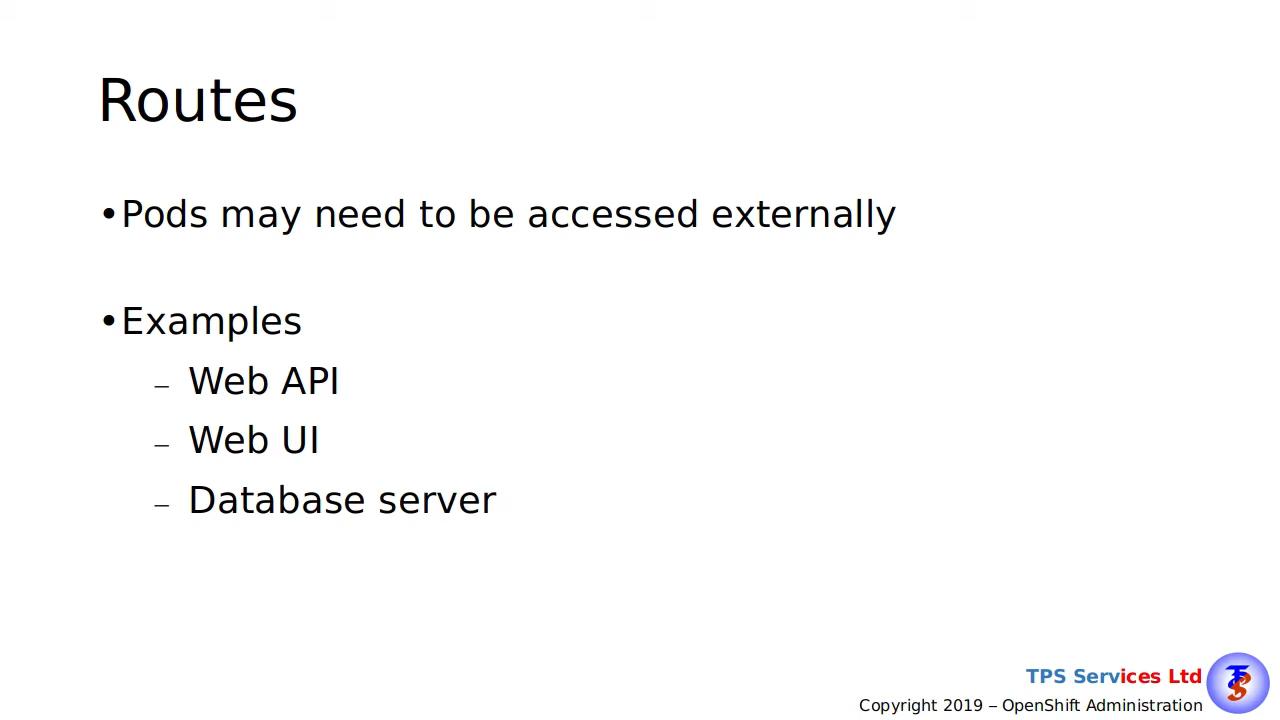 Routes
•Pods may need to be accessed externally
•Examples
– Web API
– Web UI
– Database server
TPS Services Ltd
Copyright 2019 – OpenShift Administration
TS